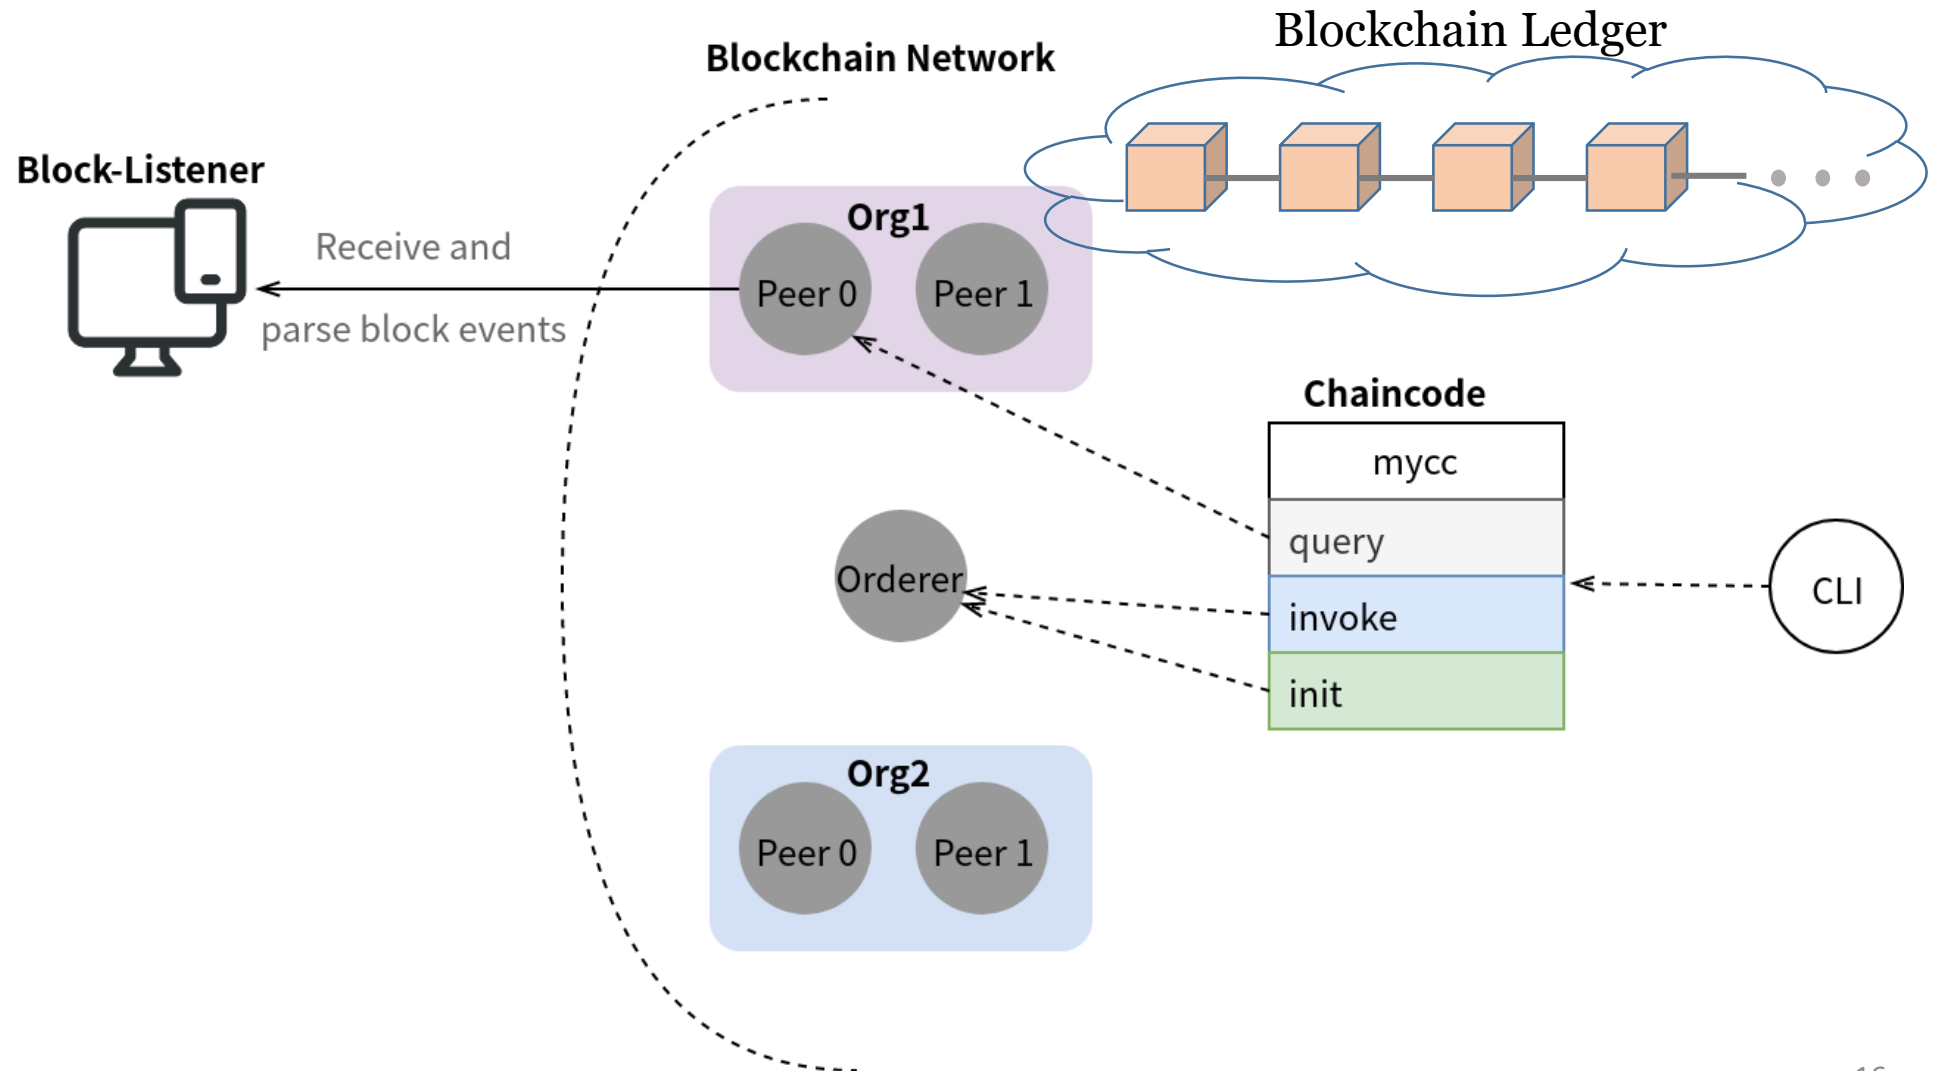 Blockchain Ledger
Blockchain Network
Block-Listener
Receive and
parse block events
Org1
Peer 0
Peer 1
Chaincode
mycc
query
invoke
init
Orderer
CLI
Org2
Peer 0
Peer 1